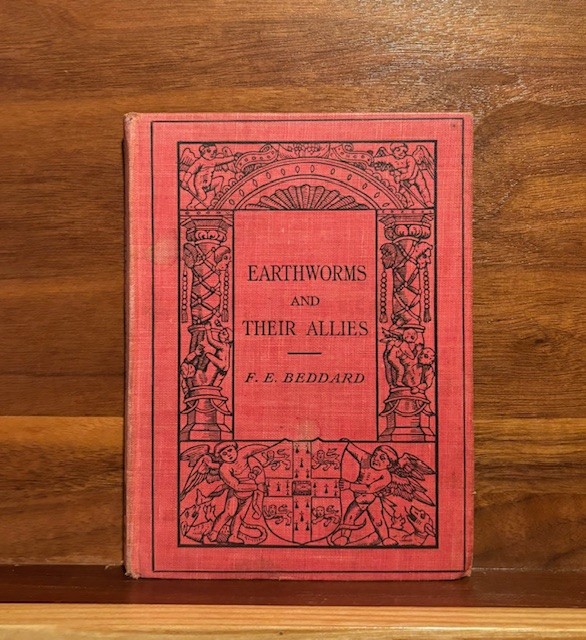 EARTHWORMS
AND
THEIR ALLIES
F. E. BEDDARD